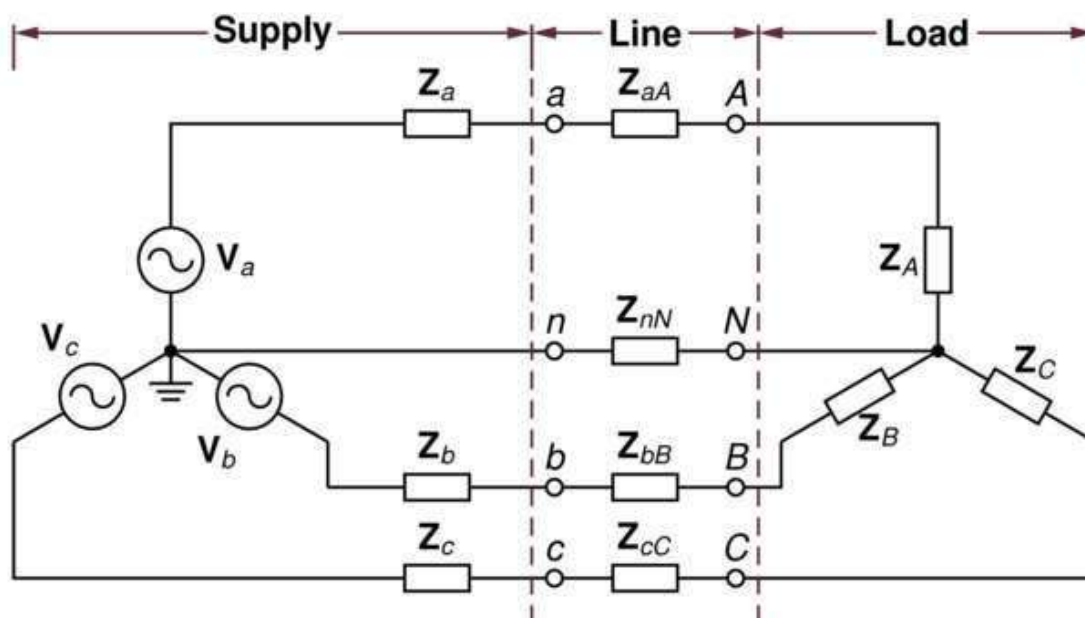 Supply Line Load
Z_a a Z_aA A
V_a Z_A
V_c n Z_nN N Z_C
V_b Z_b b Z_bB B Z_B
Z_c c Z_cC C